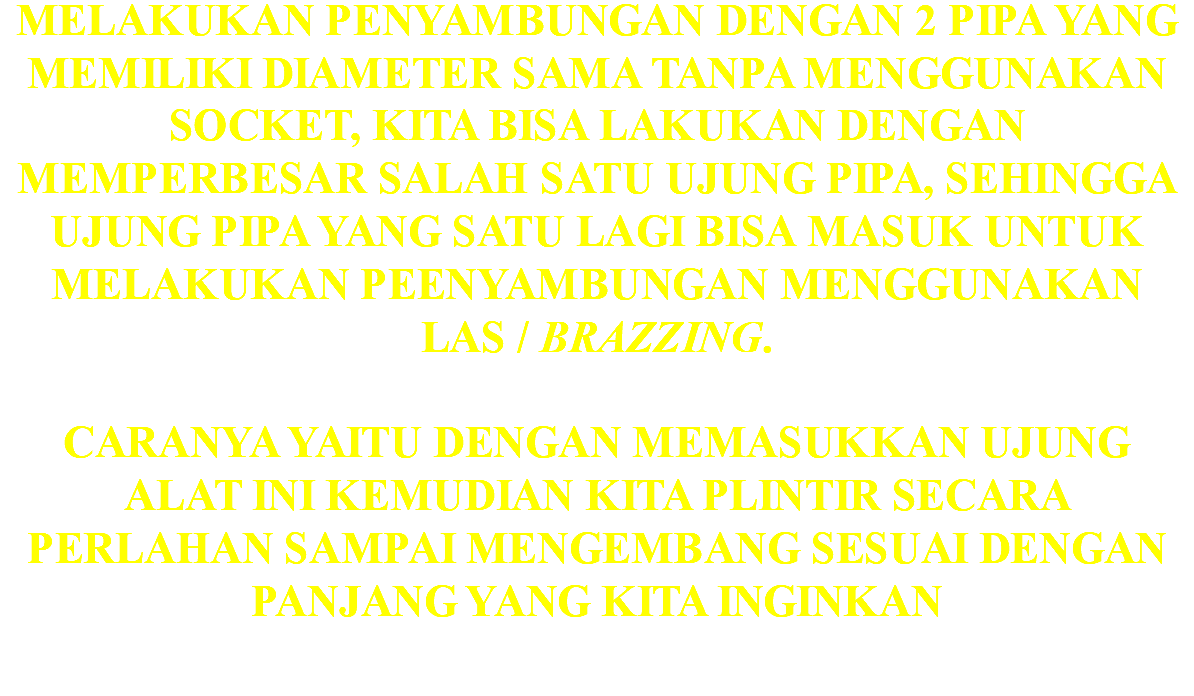 MELAKUKAN PENYAMBUNGAN DENGAN 2 PIPA YANG
MEMILIKI DIAMETER SAMA TANPA MENGGUNAKAN
SOCKET, KITA BISA LAKUKAN DENGAN
MEMPERBESAR SALAH SATU UJUNG PIPA, SEHINGGA
UJUNG PIPA YANG SATU LAGI BISA MASUK UNTUK
MELAKUKAN PEENYAMBUNGAN MENGGUNAKAN
LAS / BRAZZING.
CARANYA YAITU DENGAN MEMASUKKAN UJUNG
ALAT INI KEMUDIAN KITA PLINTIR SECARA
PERLAHAN SAMPAI MENGEMBANG SESUAI DENGAN
PANJANG YANG KITA INGINKAN